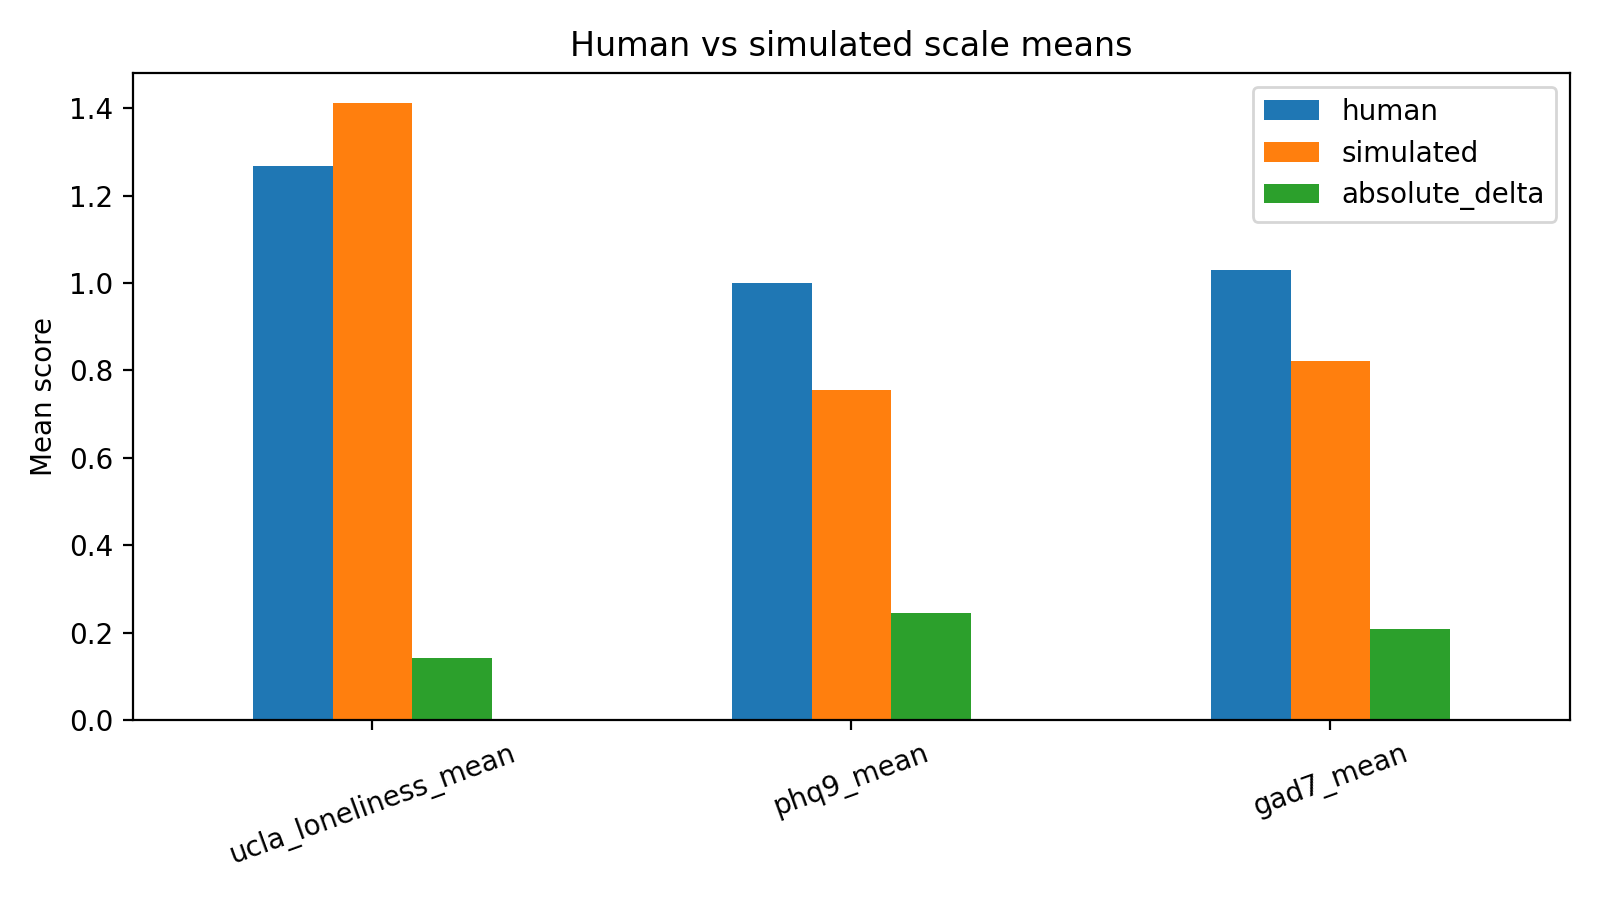 Human vs simulated scale means
human
simulated
absolute_delta
Mean score
1.4
1.2
1.0
0.8
0.6
0.4
0.2
0.0
ucla_loneliness_mean
phq9_mean
gad7_mean